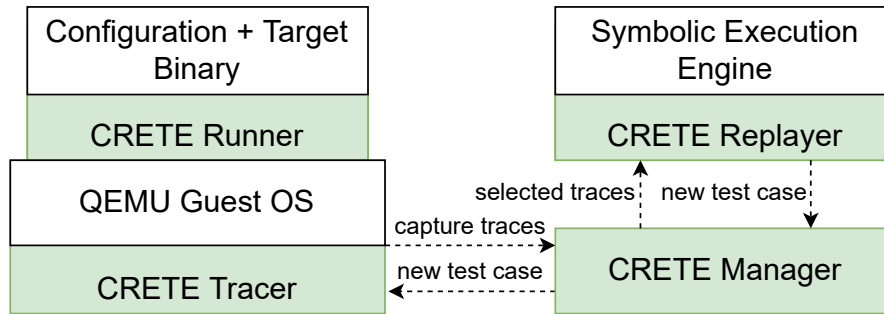 Configuration + Target
Binary
CRETE Runner
QEMU Guest OS
CRETE Tracer
capture traces
new test case
Symbolic Execution
Engine
CRETE Replayer
selected traces
new test case
CRETE Manager